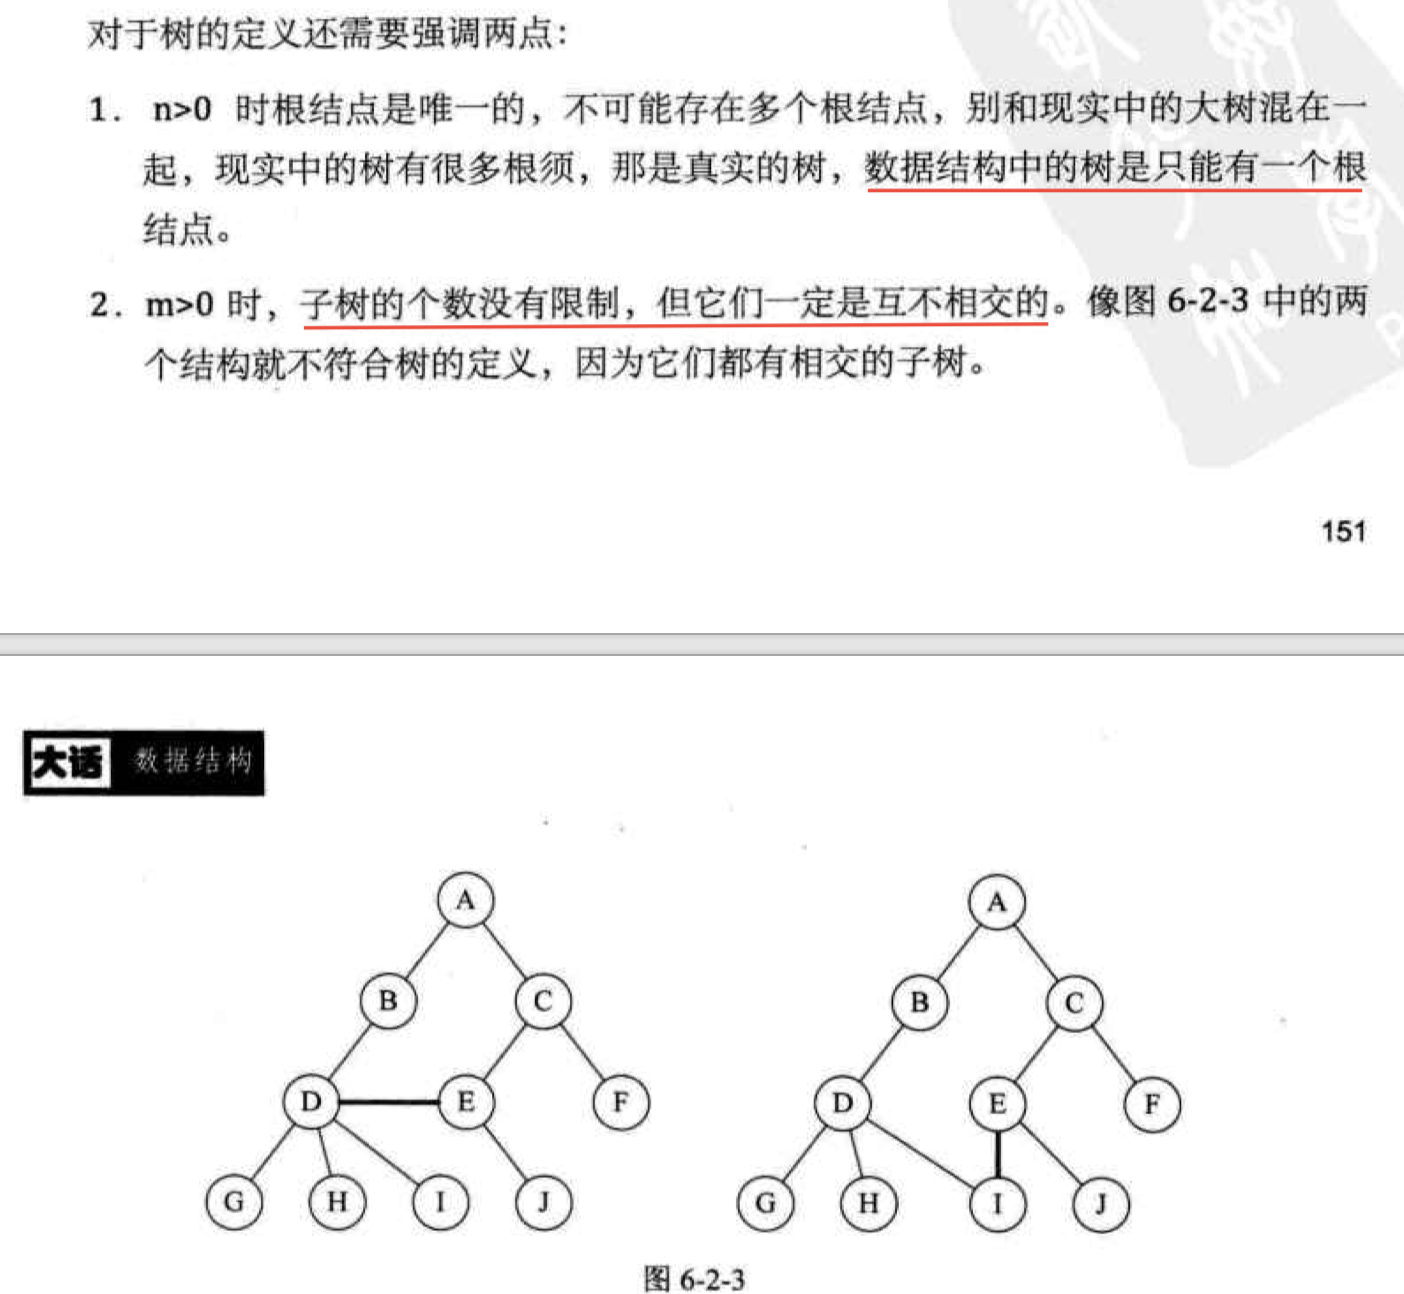 对于树的定义还需要强调两点：
1. n>0 时根结点是唯一的，不可能存在多个根结点，别和现实中的大树混在一
起，现实中的树有很多根须，那是真实的树，数据结构中的树是只能有一个根
结点。
2. m>0 时，子树的个数没有限制，但它们一定是互不相交的。像图 6-2-3 中的两
个结构就不符合树的定义，因为它们都有相交的子树。
151
大话 数据结构
A A
B C B C
D E F D E F
G H I J G H I J
图 6-2-3